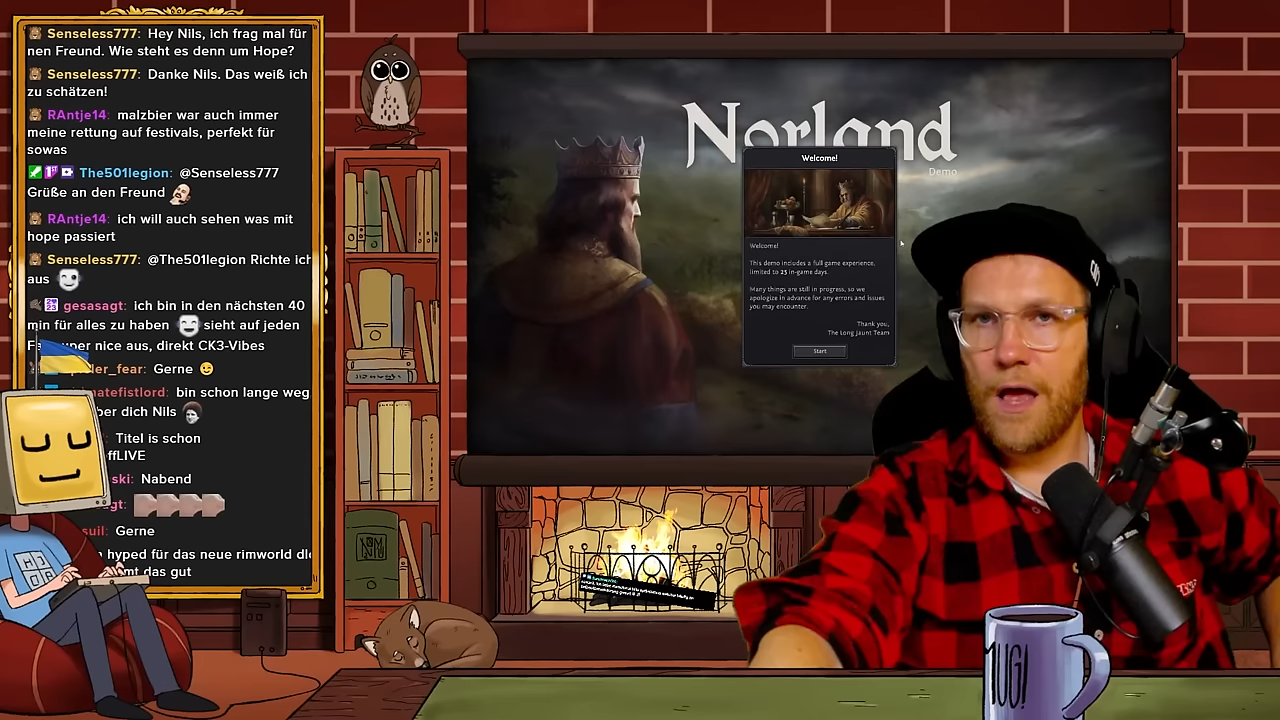 Senseless777: Hey Nils, ich frag mal für
nen Freund. Wie steht es denn um Hope?
Senseless777: Danke Nils. Das weiß ich
zu schätzen!
RAntje14: malzbier war auch immer
meine rettung auf festivals, perfekt für
sowas
The501legion: @Senseless777
Grüße an den Freund
RAntje14: ich will auch sehen was mit
hope passiert
Senseless777: @The501legion Richte ich
aus
gesasagt: ich bin in den nächsten 40
min für alles zu haben sieht auf jeden
super nice aus, direkt CK3-Vibes
Gerne
bin schon lange weg
dich Nils
Titel is schon
Nabend
Gerne
hyped für das neue rimworld
das gut
Norland
Demo
Welcome!
Welcome!
This demo includes a full game experience,
limited to 25 in-game days.
Many things are still in progress, so we
apologize in advance for any errors and issues
you may encounter.
Thank you,
The Long Jaunt Team
Start
MUG!